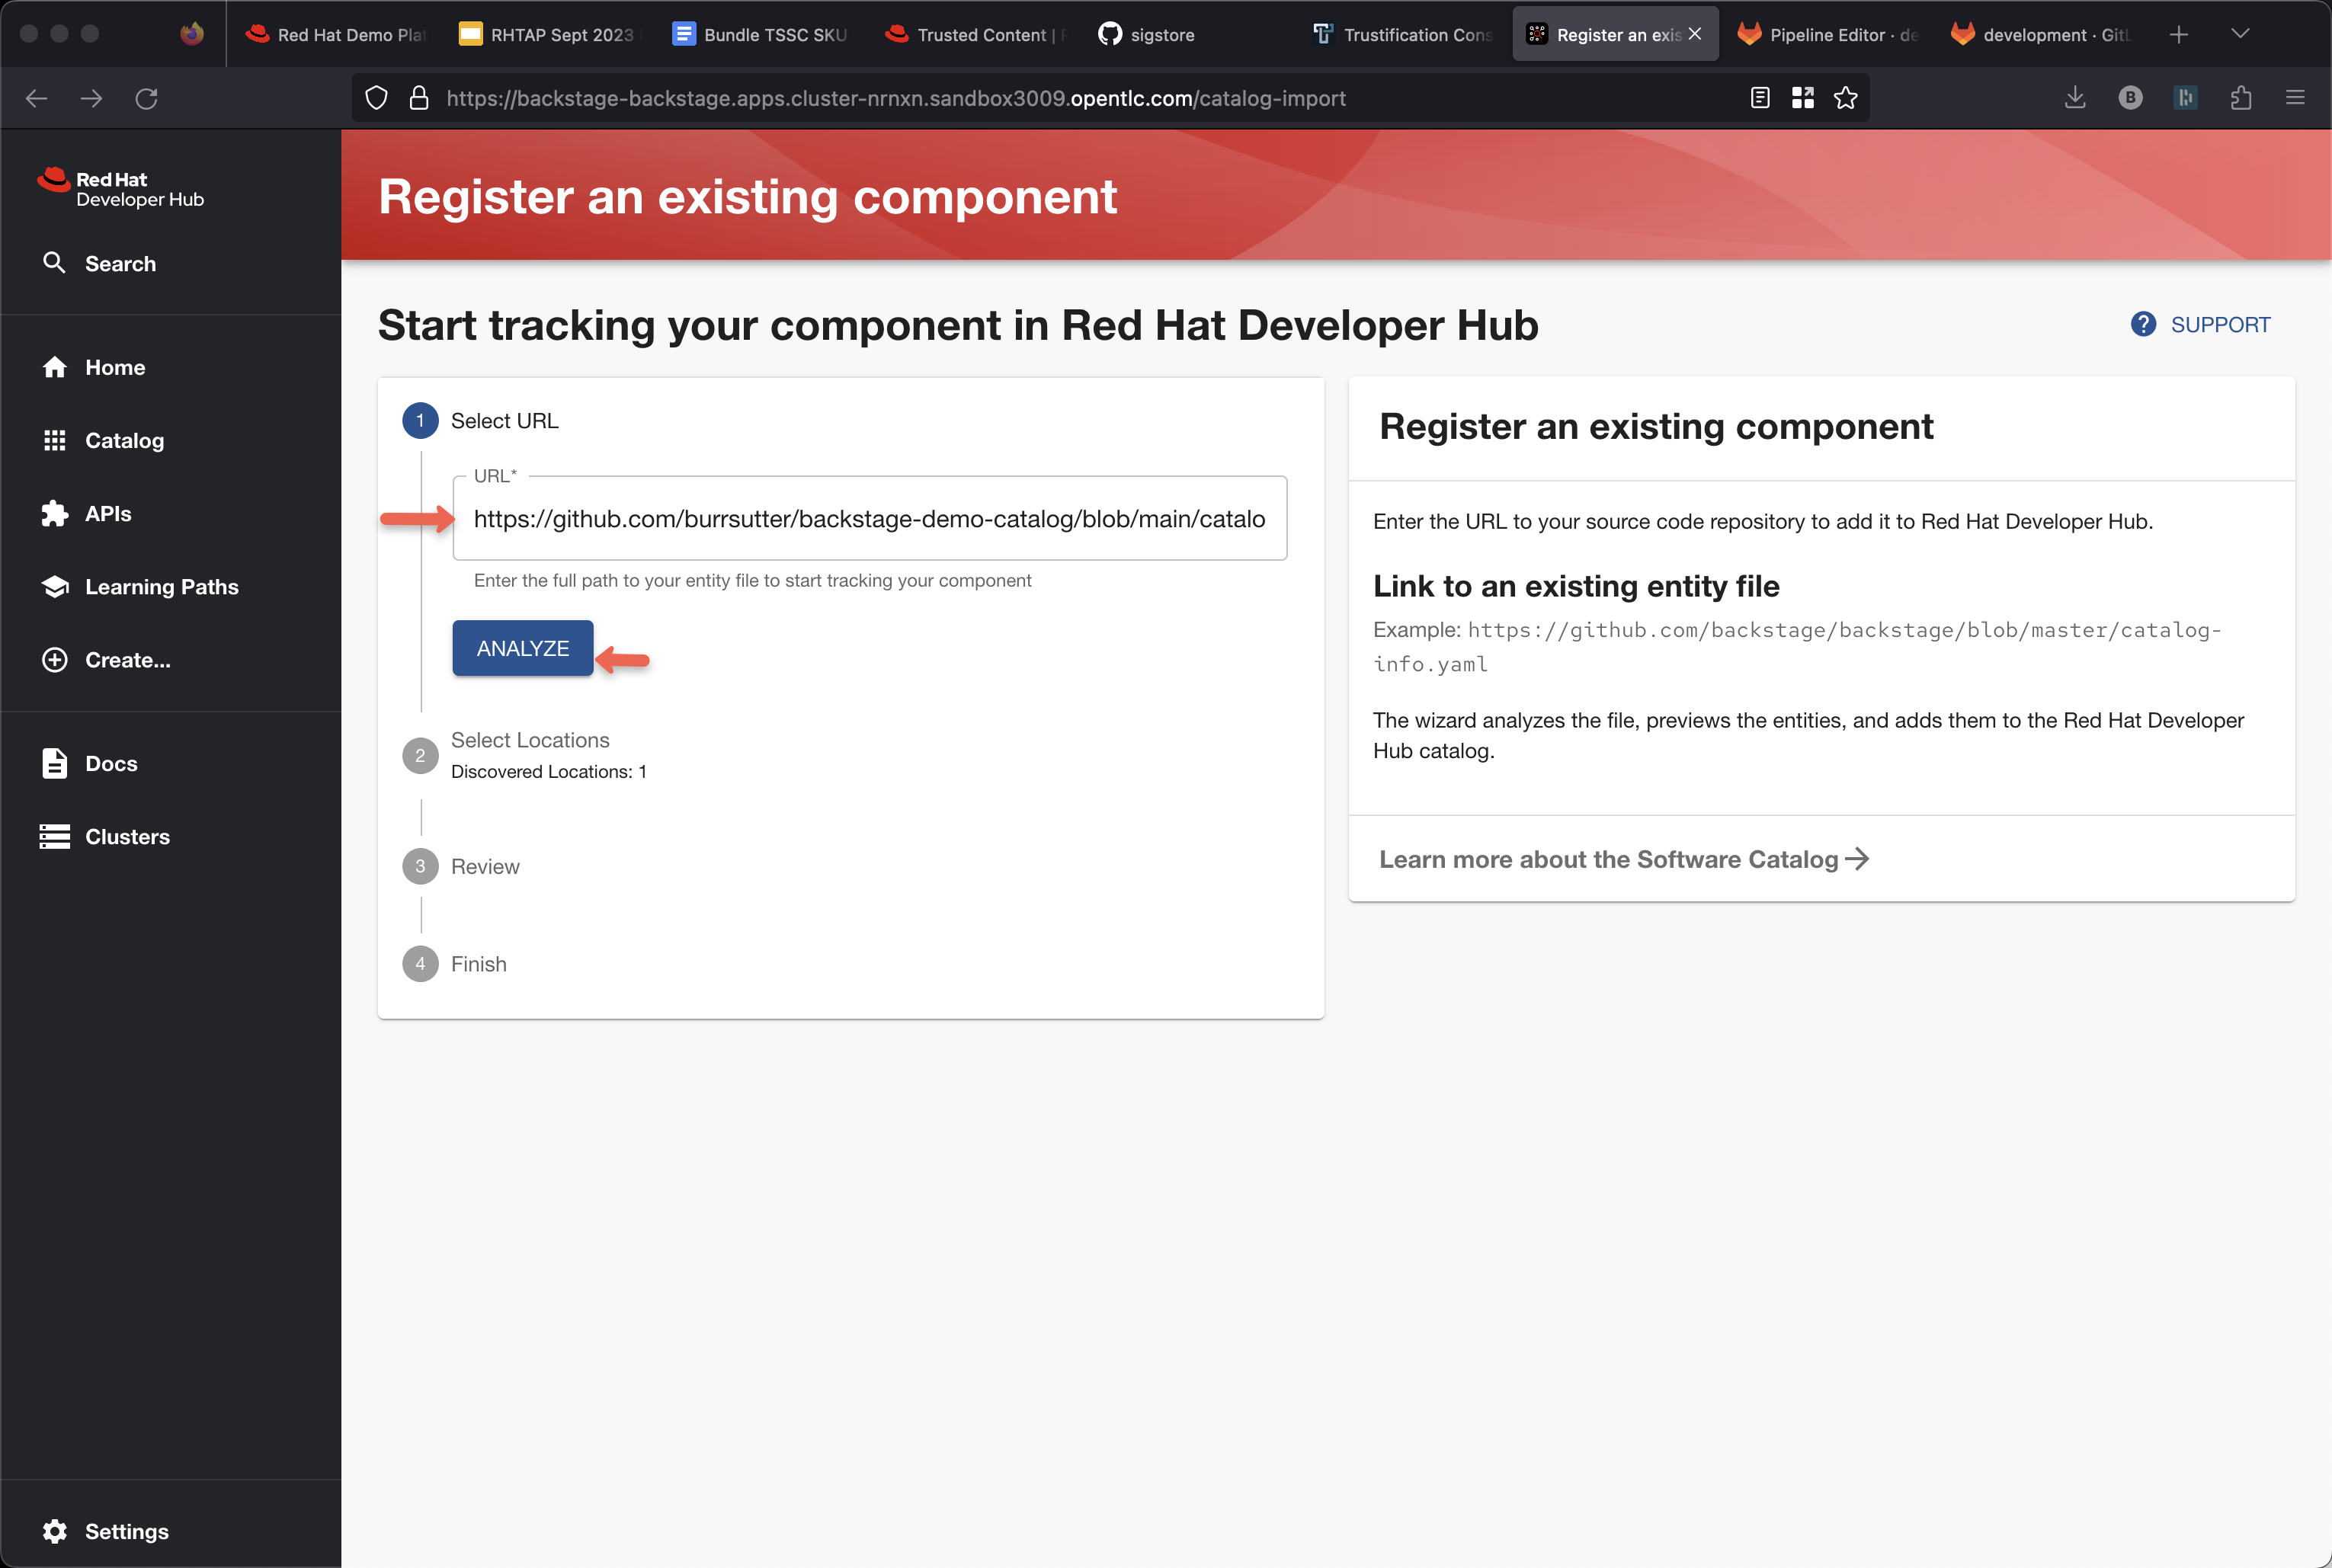 Red Hat Demo Plat
RHTAP Sept 2023
Bundle TSSC SKU
Trusted Content |
sigstore
Trustification Cons
Register an exis
Pipeline Editor · de
development · GitL
https://backstage-backstage.apps.cluster-nrnxn.sandbox3009.opentlc.com/catalog-import
B
Red Hat
Developer Hub
Search
Home
Catalog
APIs
Learning Paths
Create...
Docs
Clusters
Settings
Register an existing component
Start tracking your component in Red Hat Developer Hub
SUPPORT
1 Select URL
URL*
https://github.com/burrsutter/backstage-demo-catalog/blob/main/catalo
Enter the full path to your entity file to start tracking your component
ANALYZE
2 Select Locations
Discovered Locations: 1
3 Review
4 Finish
Register an existing component
Enter the URL to your source code repository to add it to Red Hat Developer Hub.
Link to an existing entity file
Example: https://github.com/backstage/backstage/blob/master/catalog-
info.yaml
The wizard analyzes the file, previews the entities, and adds them to the Red Hat Developer
Hub catalog.
Learn more about the Software Catalog